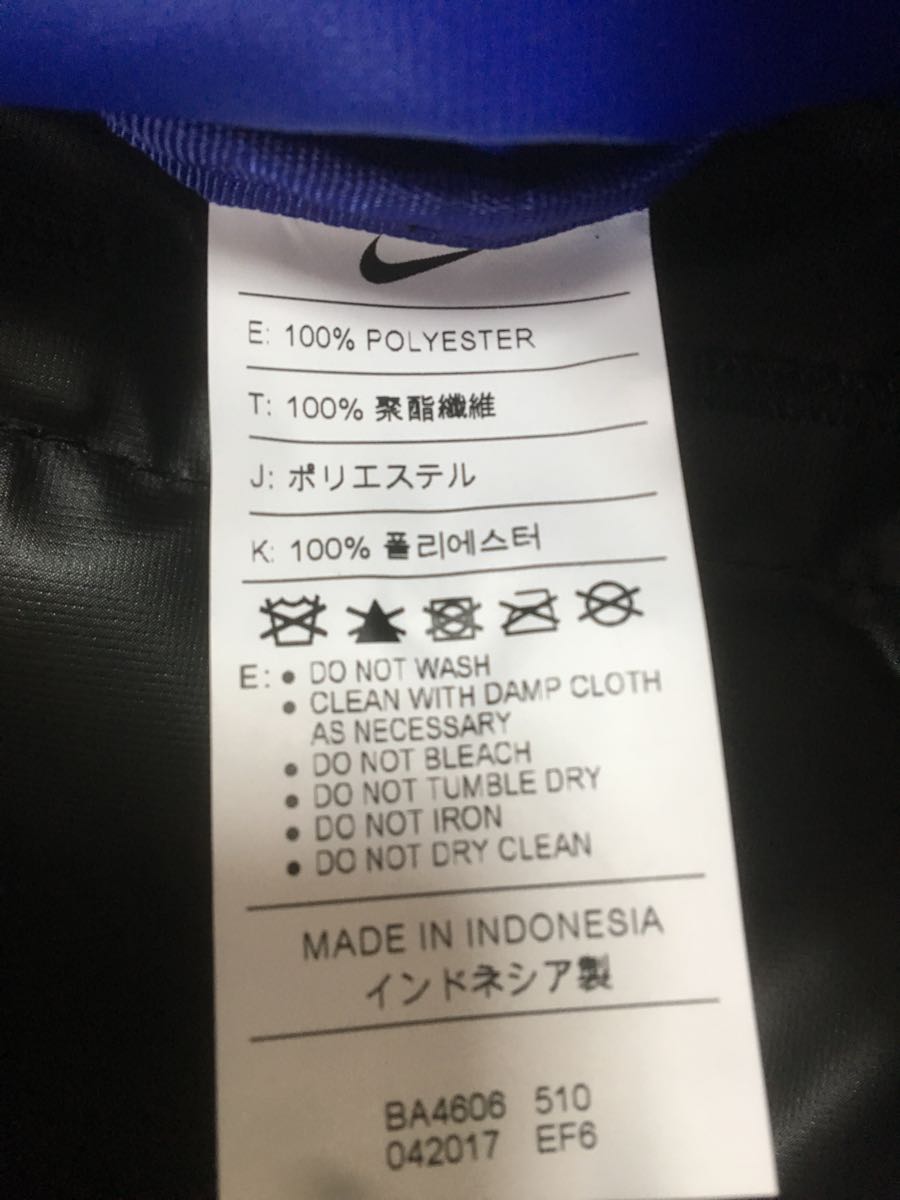 E: 100% POLYESTER
T: 100% 聚酯纖維
J: ポリエステル
K: 100% 폴리에스터
E: • DO NOT WASH
• CLEAN WITH DAMP CLOTH
AS NECESSARY
• DO NOT BLEACH
• DO NOT TUMBLE DRY
• DO NOT IRON
• DO NOT DRY CLEAN
MADE IN INDONESIA
インドネシア製
BA4606 510
042017 EF6